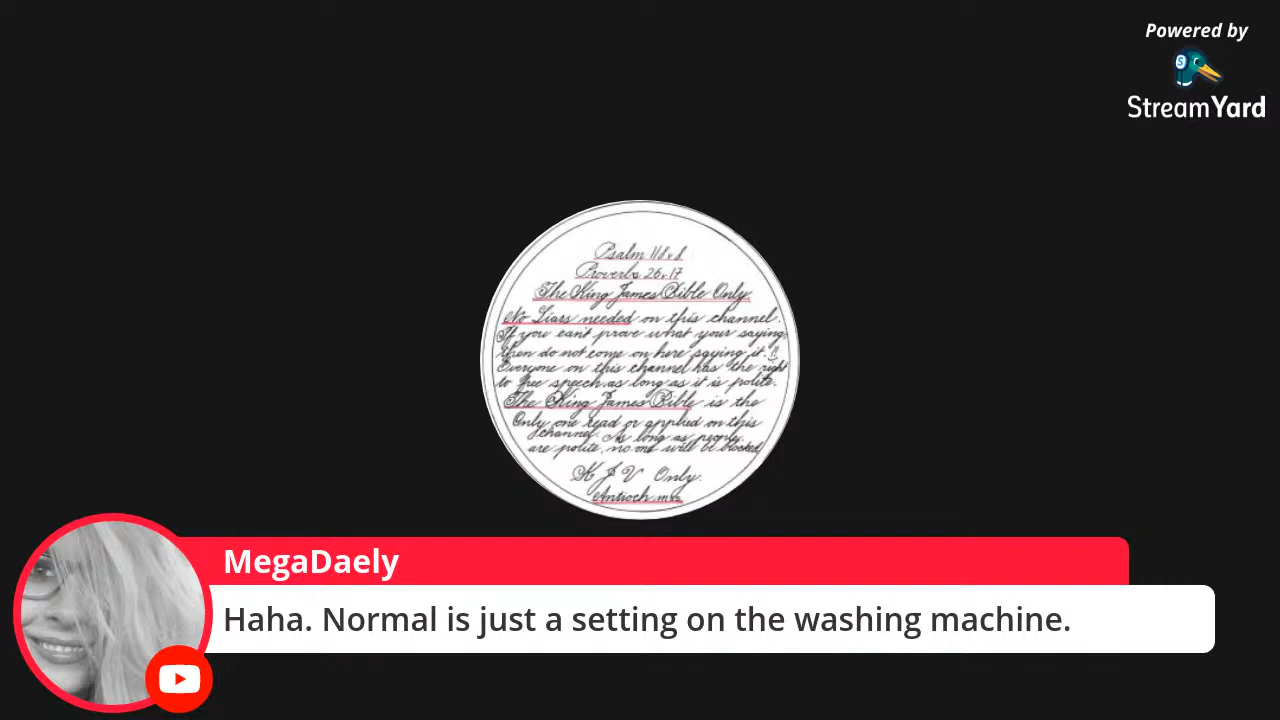 Powered by
StreamYard
Psalm 118 v 8
Proverbs 26 v 17
The King James Bible Only
No Liars needed on this channel.
If you can't prove what your saying,
then do not come on here saying it. !!
Everyone on this channel has the right
to free speech as long as it is polite.
The King James Bible is the
Only one read or applied on this
channel. As long as people
are polite, no one will be blocked
K J V Only.
Antioch
MegaDaely
Haha. Normal is just a setting on the washing machine.